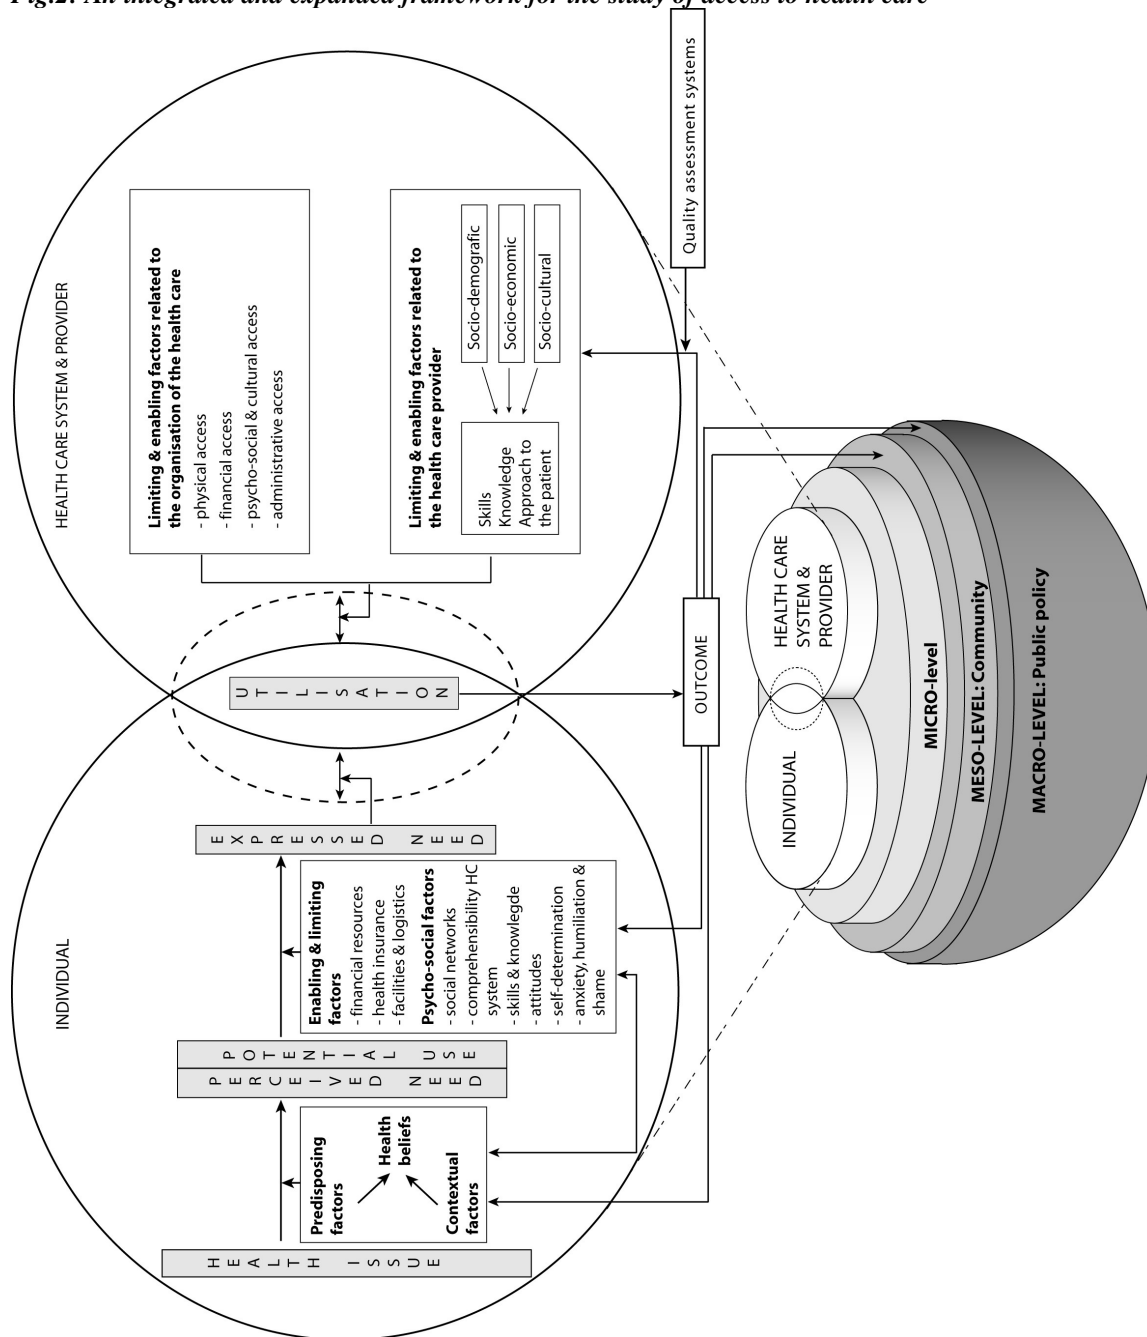 Fig.2: An integrated and expanded framework for the study of access to health care
INDIVIDUAL
HEALTH CARE SYSTEM & PROVIDER
HEALTH ISSUE
Predisposing
factors
Health
beliefs
Contextual
factors
PERCEIVED NEED
POTENTIAL USE
Enabling & limiting
factors
- financial resources
- health insurance
- facilities & logistics
Psycho-social factors
- social networks
- comprehensibility HC
system
- skills & knowlegde
- attitudes
- self-determination
- anxiety, humiliation &
shame
EXPRESSED NEED
UTILISATION
Limiting & enabling factors related to
the organisation of the health care
- physical access
- financial access
- psycho-social & cultural access
- administrative access
Limiting & enabling factors related to
the health care provider
Skills
Knowledge
Approach to
the patient
Socio-demografic
Socio-economic
Socio-cultural
OUTCOME
Quality assessment systems
INDIVIDUAL
HEALTH CARE
SYSTEM &
PROVIDER
MICRO-level
MESO-LEVEL: Community
MACRO-LEVEL: Public policy